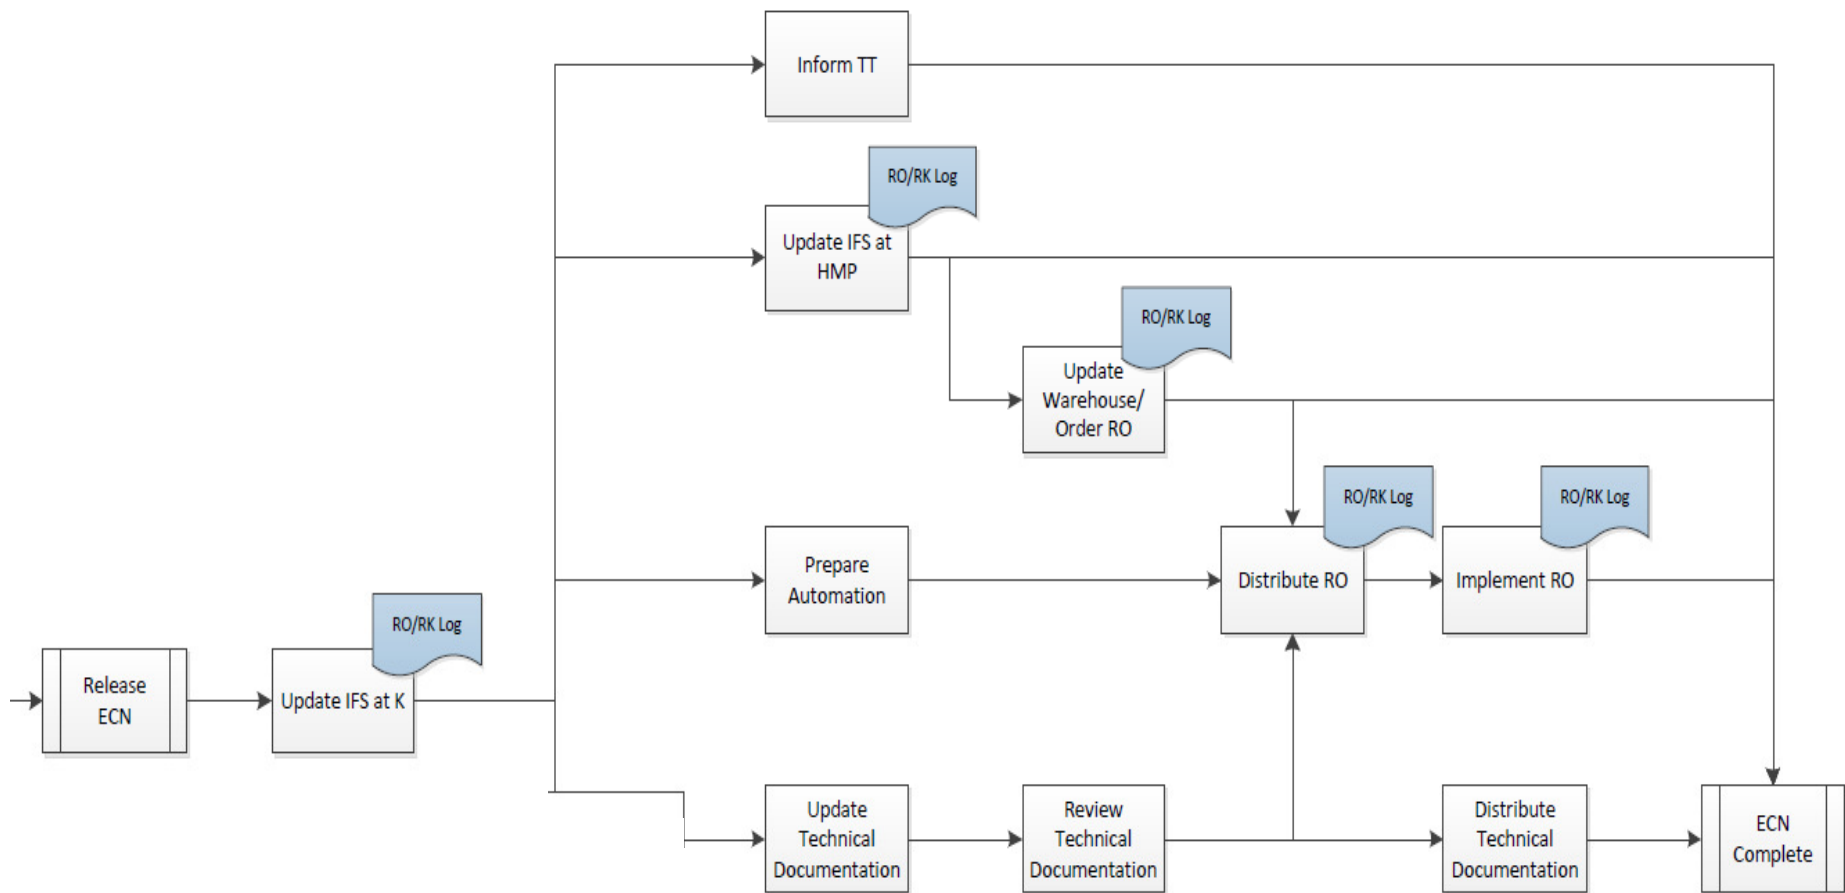 Inform TT
RO/RK Log
Update IFS at
HMP
RO/RK Log
Update
Warehouse/
Order RO
RO/RK Log
RO/RK Log
Prepare
Automation
Distribute RO
Implement RO
RO/RK Log
Release
ECN
Update IFS at K
Update
Technical
Documentation
Review
Technical
Documentation
Distribute
Technical
Documentation
ECN
Complete